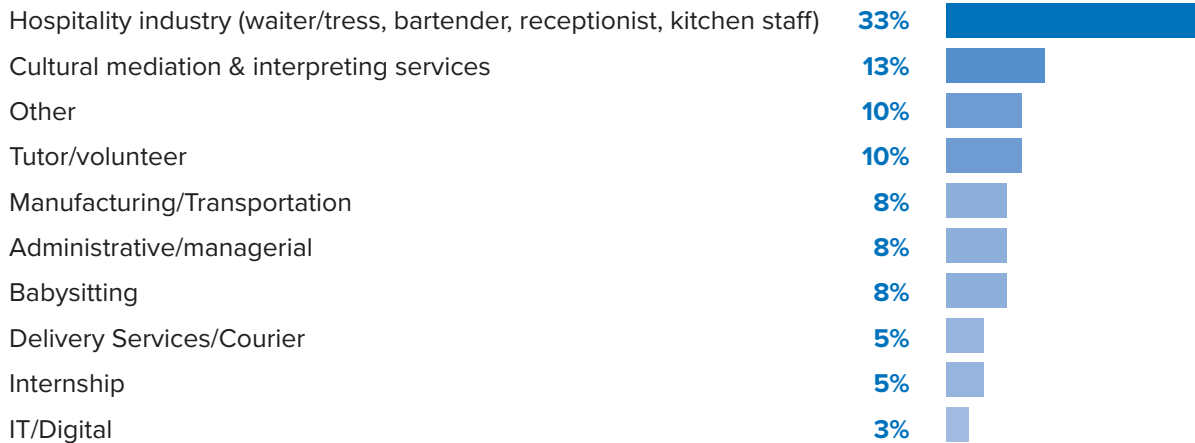 Hospitality industry (waiter/tress, bartender, receptionist, kitchen staff) 33%
Cultural mediation & interpreting services 13%
Other 10%
Tutor/volunteer 10%
Manufacturing/Transportation 8%
Administrative/managerial 8%
Babysitting 8%
Delivery Services/Courier 5%
Internship 5%
IT/Digital 3%